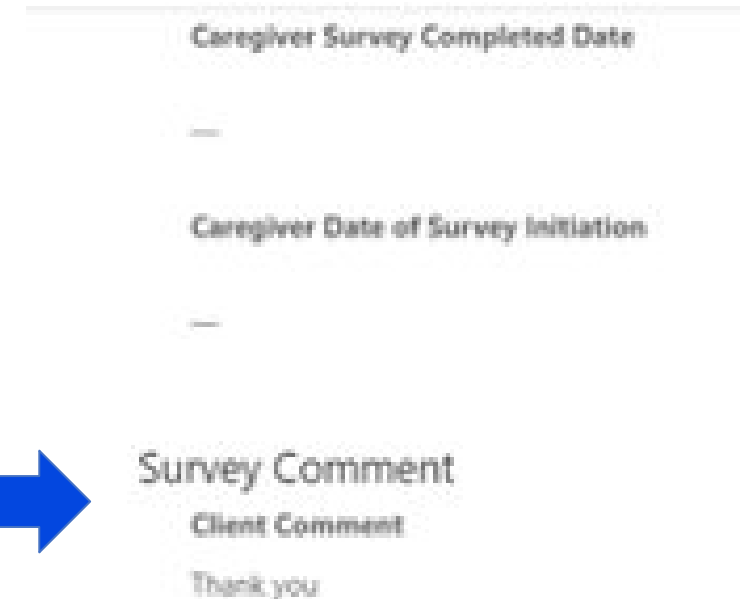 Caregiver Survey Completed Date
---
Caregiver Date of Survey Initiation
---
Survey Comment
Client Comment
Thank you